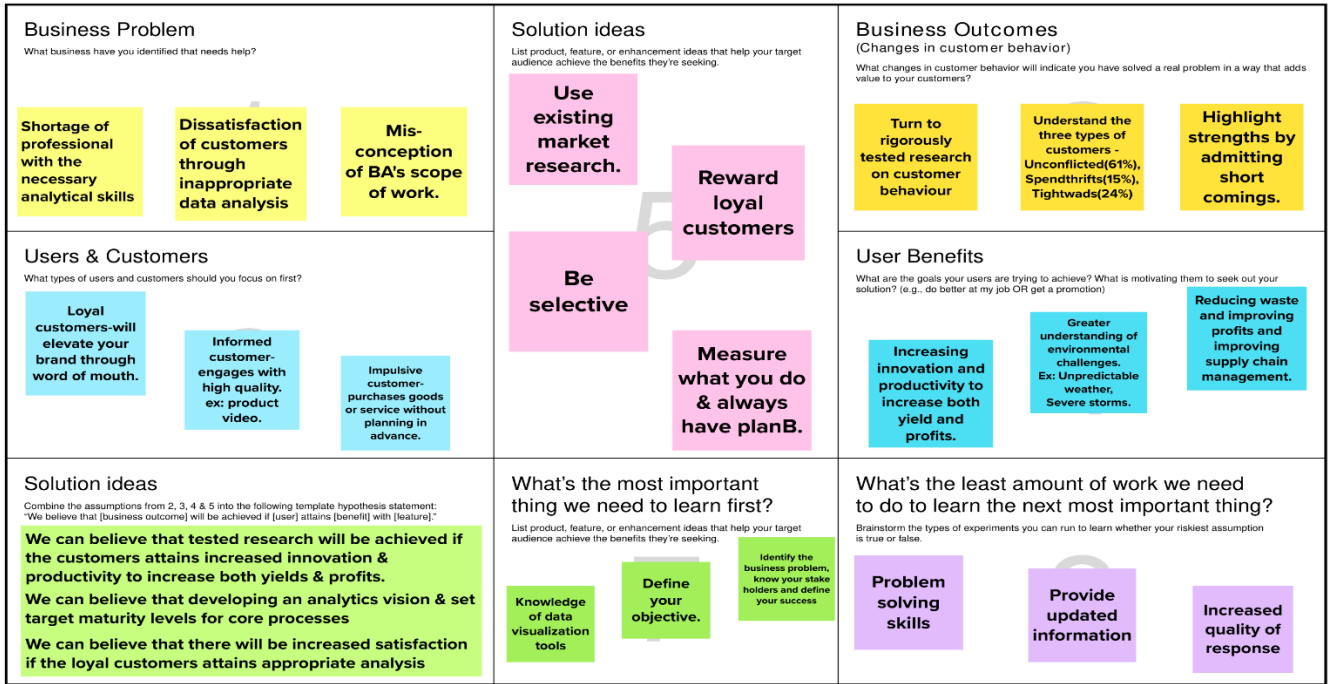 Business Problem
What business have you identified that needs help?
Shortage of
professional
with the
necessary
analytical skills
Dissatisfaction
of customers
through
inappropriate
data analysis
Mis-
conception
of BA's scope
of work.
Solution ideas
List product, feature, or enhancement ideas that help your target
audience achieve the benefits they're seeking.
Use
existing
market
research.
Reward
loyal
customers
5
Be
selective
Measure
what you do
& always
have planB.
Business Outcomes
(Changes in customer behavior)
What changes in customer behavior will indicate you have solved a real problem in a way that adds
value to your customers?
Turn to
rigorously
tested research
on customer
behaviour
Understand the
three types of
customers -
Unconflicted(61%),
Spendthrifts(15%),
Tightwads(24%)
Highlight
strengths by
admitting
short
comings.
Users & Customers
What types of users and customers should you focus on first?
Loyal
customers-will
elevate your
brand through
word of mouth.
Informed
customer-
engages with
high quality.
ex: product
video.
Impulsive
customer-
purchases goods
or service without
planning in
advance.
User Benefits
What are the goals your users are trying to achieve? What is motivating them to seek out your
solution? (e.g., do better at my job OR get a promotion)
Increasing
innovation and
productivity to
increase both
yield and
profits.
Greater
understanding of
environmental
challenges.
Ex: Unpredictable
weather,
Severe storms.
Reducing waste
and improving
profits and
improving
supply chain
management.
Solution ideas
Combine the assumptions from 2, 3, 4 & 5 into the following template hypothesis statement:
"We believe that [business outcome] will be achieved if [user] attains [benefit] with [feature]."
We can believe that tested research will be achieved if
the customers attains increased innovation &
productivity to increase both yields & profits.
We can believe that developing an analytics vision & set
target maturity levels for core processes
We can believe that there will be increased satisfaction
if the loyal customers attains appropriate analysis
What's the most important
thing we need to learn first?
List product, feature, or enhancement ideas that help your target
audience achieve the benefits they're seeking.
Knowledge
of data
visualization
tools
Define
your
objective.
Identify the
business problem,
know your stake
holders and define
your success
What's the least amount of work we need
to do to learn the next most important thing?
Brainstorm the types of experiments you can run to learn whether your riskiest assumption
is true or false.
Problem
solving
skills
Provide
updated
information
Increased
quality of
response